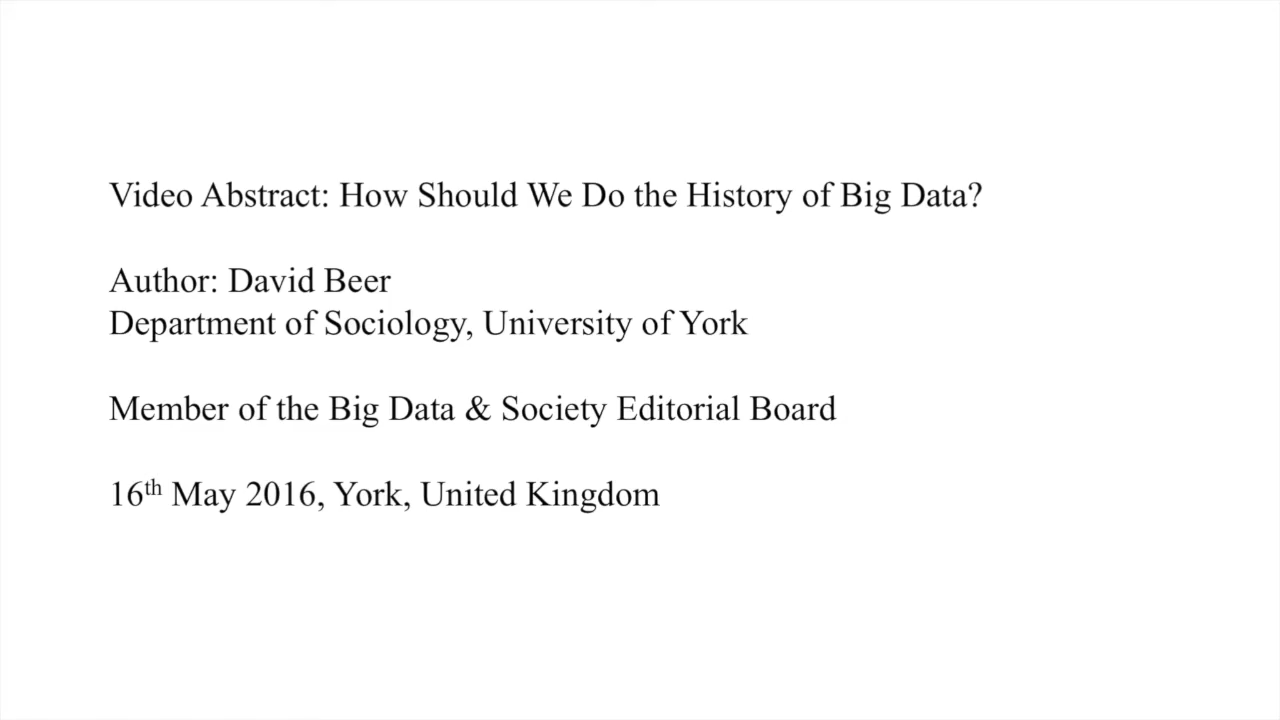 Video Abstract: How Should We Do the History of Big Data?
Author: David Beer
Department of Sociology, University of York
Member of the Big Data & Society Editorial Board
16th May 2016, York, United Kingdom